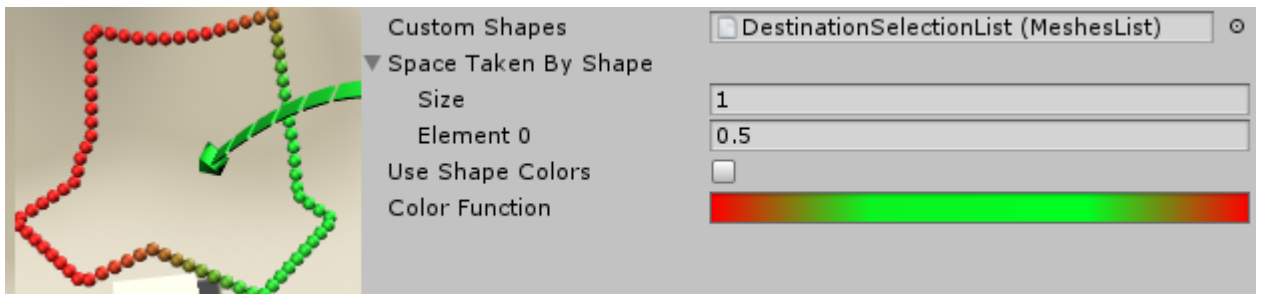 Custom Shapes DestinationSelectionList (MeshesList)
Space Taken By Shape
Size 1
Element 0 0.5
Use Shape Colors
Color Function